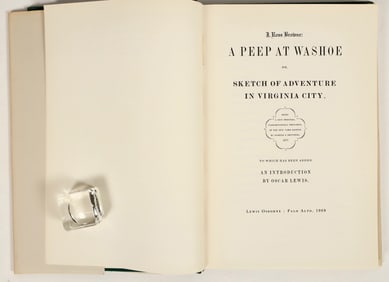 J. Ross Browne:
A PEEP AT WASHOE
OR,
SKETCH OF ADVENTURE
IN VIRGINIA CITY.
TO WHICH HAS BEEN ADDED
AN INTRODUCTION
BY OSCAR LEWIS.
Lewis Osborne : Palo Alto, 1968